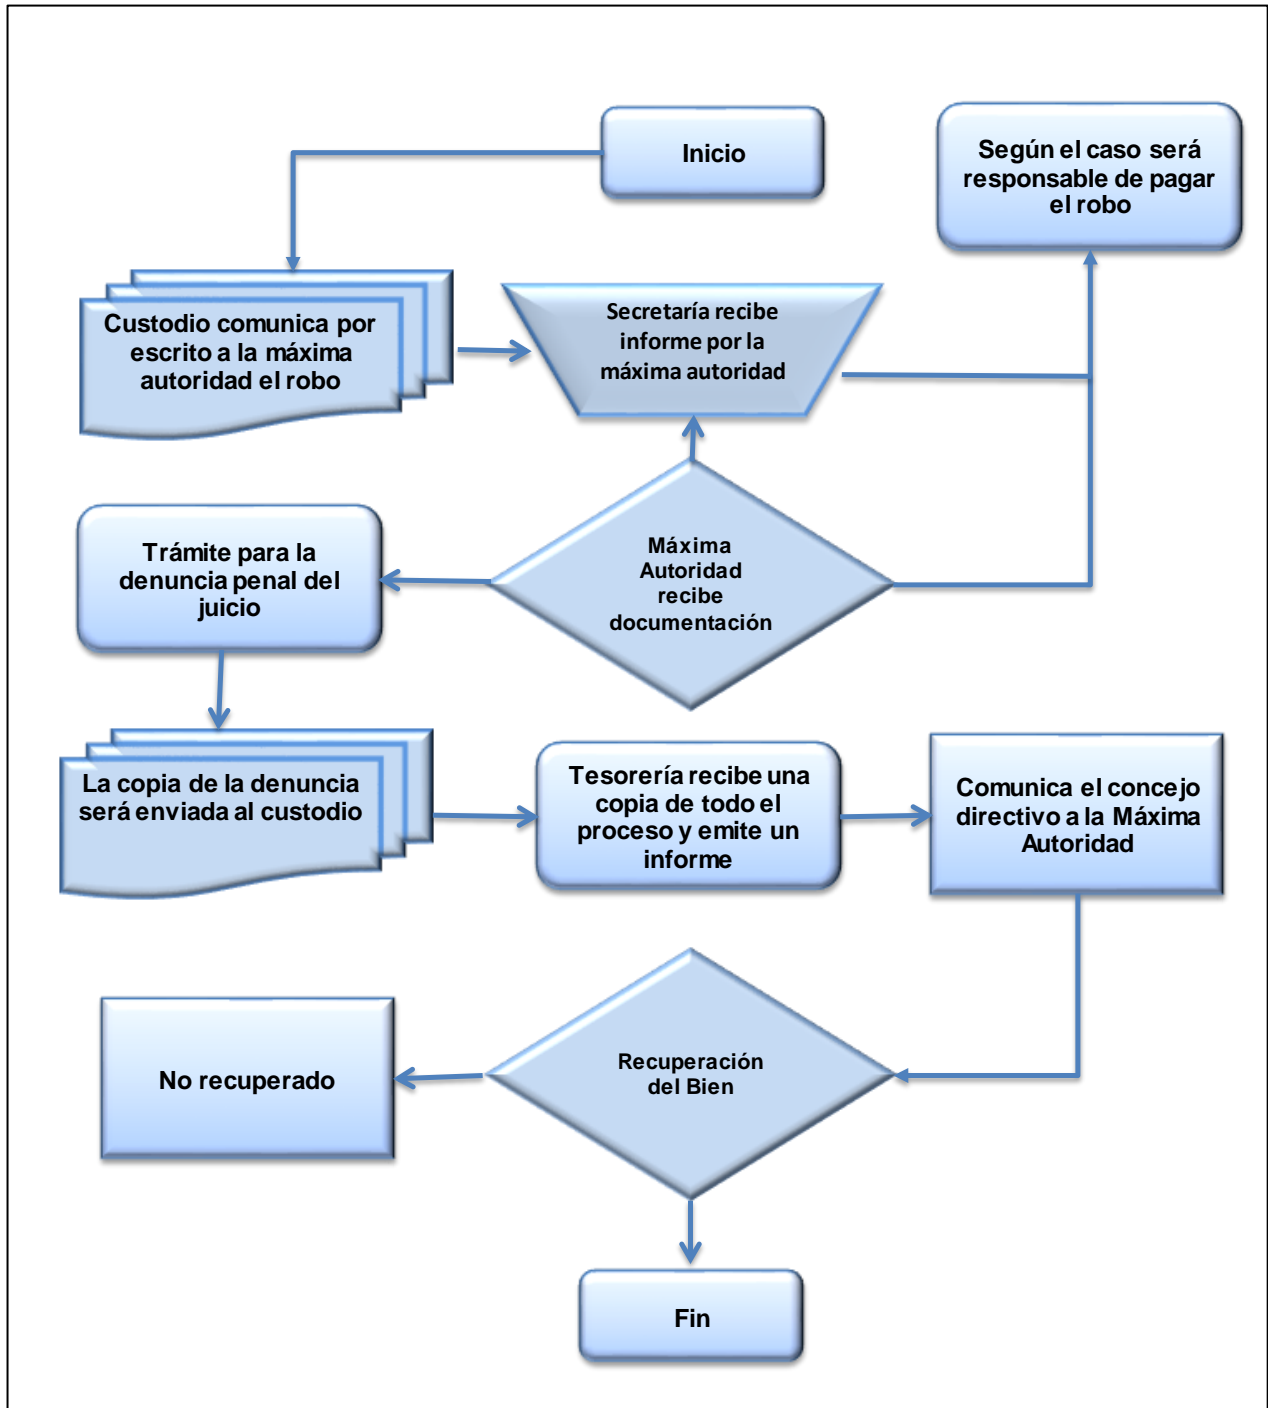 Inicio
Según el caso será
responsable de pagar
el robo
Custodio comunica por
escrito a la máxima
autoridad el robo
Secretaría recibe
informe por la
máxima autoridad
Trámite para la
denuncia penal del
juicio
Máxima
Autoridad
recibe
documentación
La copia de la denuncia
será enviada al custodio
Tesorería recibe una
copia de todo el
proceso y emite un
informe
Comunica el concejo
directivo a la Máxima
Autoridad
No recuperado
Recuperación
del Bien
Fin